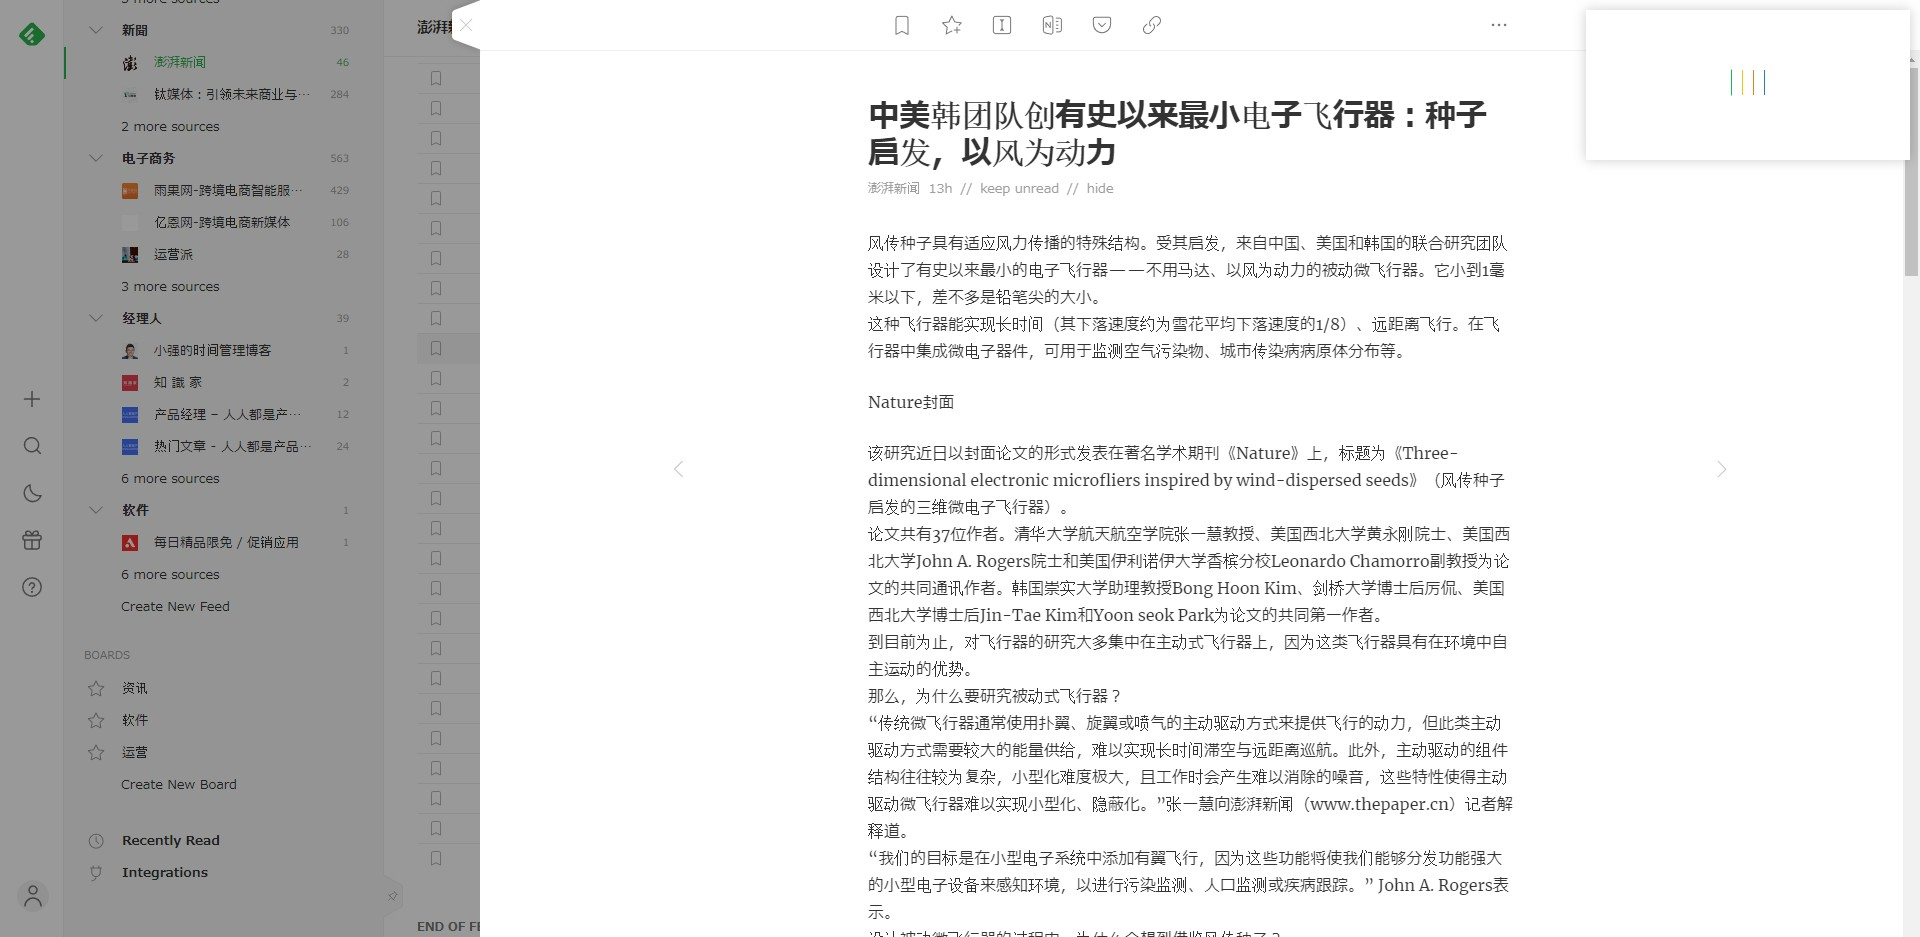 3 more sources
新聞 330
澎湃新闻 46
钛媒体：引领未来商业与··· 284
2 more sources
电子商务 563
雨果网-跨境电商智能服··· 429
亿恩网-跨境电商新媒体 106
运营派 28
3 more sources
经理人 39
小强的时间管理博客 1
知 識 家 2
产品经理 – 人人都是产··· 12
热门文章 - 人人都是产品··· 24
6 more sources
软件 1
每日精品限免 / 促销应用 1
6 more sources
Create New Feed
BOARDS
资讯
软件
运营
Create New Board
Recently Read
Integrations
END OF FE
中美韩团队创有史以来最小电子飞行器：种子
启发，以风为动力
澎湃新闻 13h // keep unread // hide
风传种子具有适应风力传播的特殊结构。受其启发，来自中国、美国和韩国的联合研究团队
设计了有史以来最小的电子飞行器——不用马达、以风为动力的被动微飞行器。它小到1毫
米以下，差不多是铅笔尖的大小。
这种飞行器能实现长时间（其下落速度约为雪花平均下落速度的1/8）、远距离飞行。在飞
行器中集成微电子器件，可用于监测空气污染物、城市传染病病原体分布等。
Nature封面
该研究近日以封面论文的形式发表在著名学术期刊《Nature》上，标题为《Three-
dimensional electronic microfliers inspired by wind-dispersed seeds》（风传种子
启发的三维微电子飞行器）。
论文共有37位作者。清华大学航天航空学院张一慧教授、美国西北大学黄永刚院士、美国西
北大学John A. Rogers院士和美国伊利诺伊大学香槟分校Leonardo Chamorro副教授为论
文的共同通讯作者。韩国崇实大学助理教授Bong Hoon Kim、剑桥大学博士后厉侃、美国
西北大学博士后Jin-Tae Kim和Yoon seok Park为论文的共同第一作者。
到目前为止，对飞行器的研究大多集中在主动式飞行器上，因为这类飞行器具有在环境中自
主运动的优势。
那么，为什么要研究被动式飞行器？
“传统微飞行器通常使用扑翼、旋翼或喷气的主动驱动方式来提供飞行的动力，但此类主动
驱动方式需要较大的能量供给，难以实现长时间滞空与远距离巡航。此外，主动驱动的组件
结构往往较为复杂，小型化难度极大，且工作时会产生难以消除的噪音，这些特性使得主动
驱动微飞行器难以实现小型化、隐蔽化。”张一慧向澎湃新闻（www.thepaper.cn）记者解
释道。
“我们的目标是在小型电子系统中添加有翼飞行，因为这些功能将使我们能够分发功能强大
的小型电子设备来感知环境，以进行污染监测、人口监测或疾病跟踪。” John A. Rogers表
示。
设计被动微飞行器的过程中，为什么会想到借鉴风传种子？